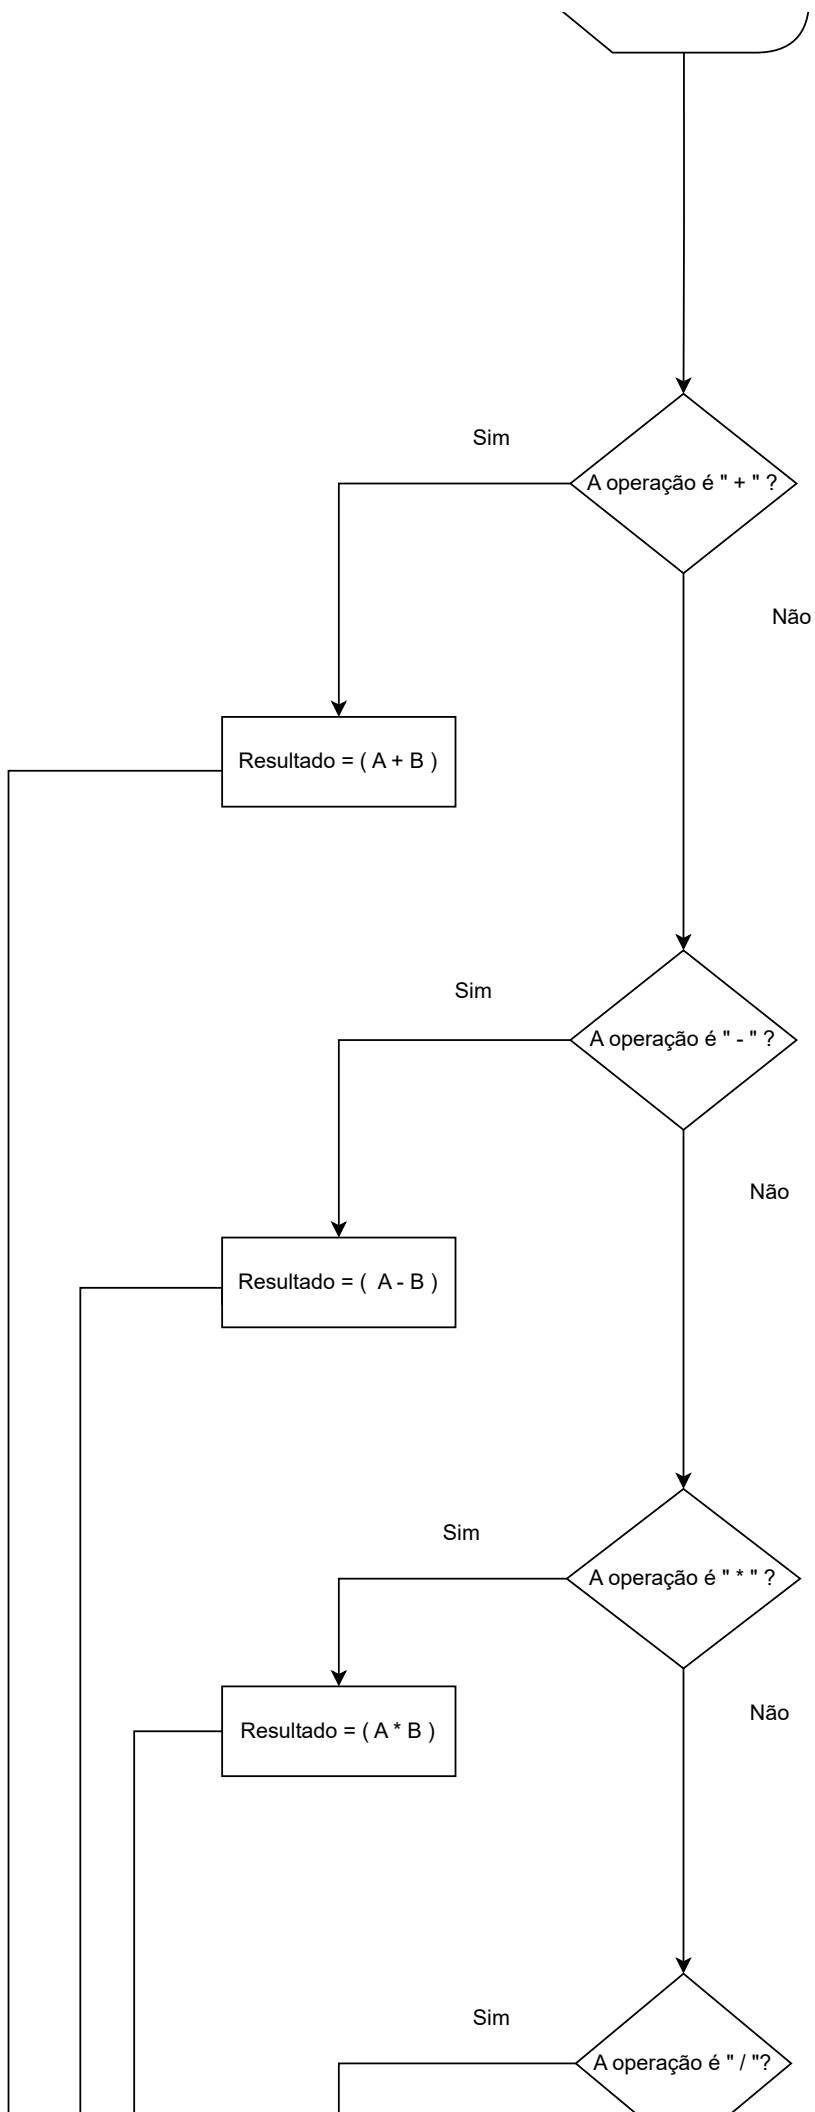 Sim
A operação é " + " ?
Não
Resultado = ( A + B )
Sim
A operação é " - " ?
Não
Resultado = (  A - B )
Sim
A operação é " * " ?
Não
Resultado = ( A * B )
Sim
A operação é " / "?